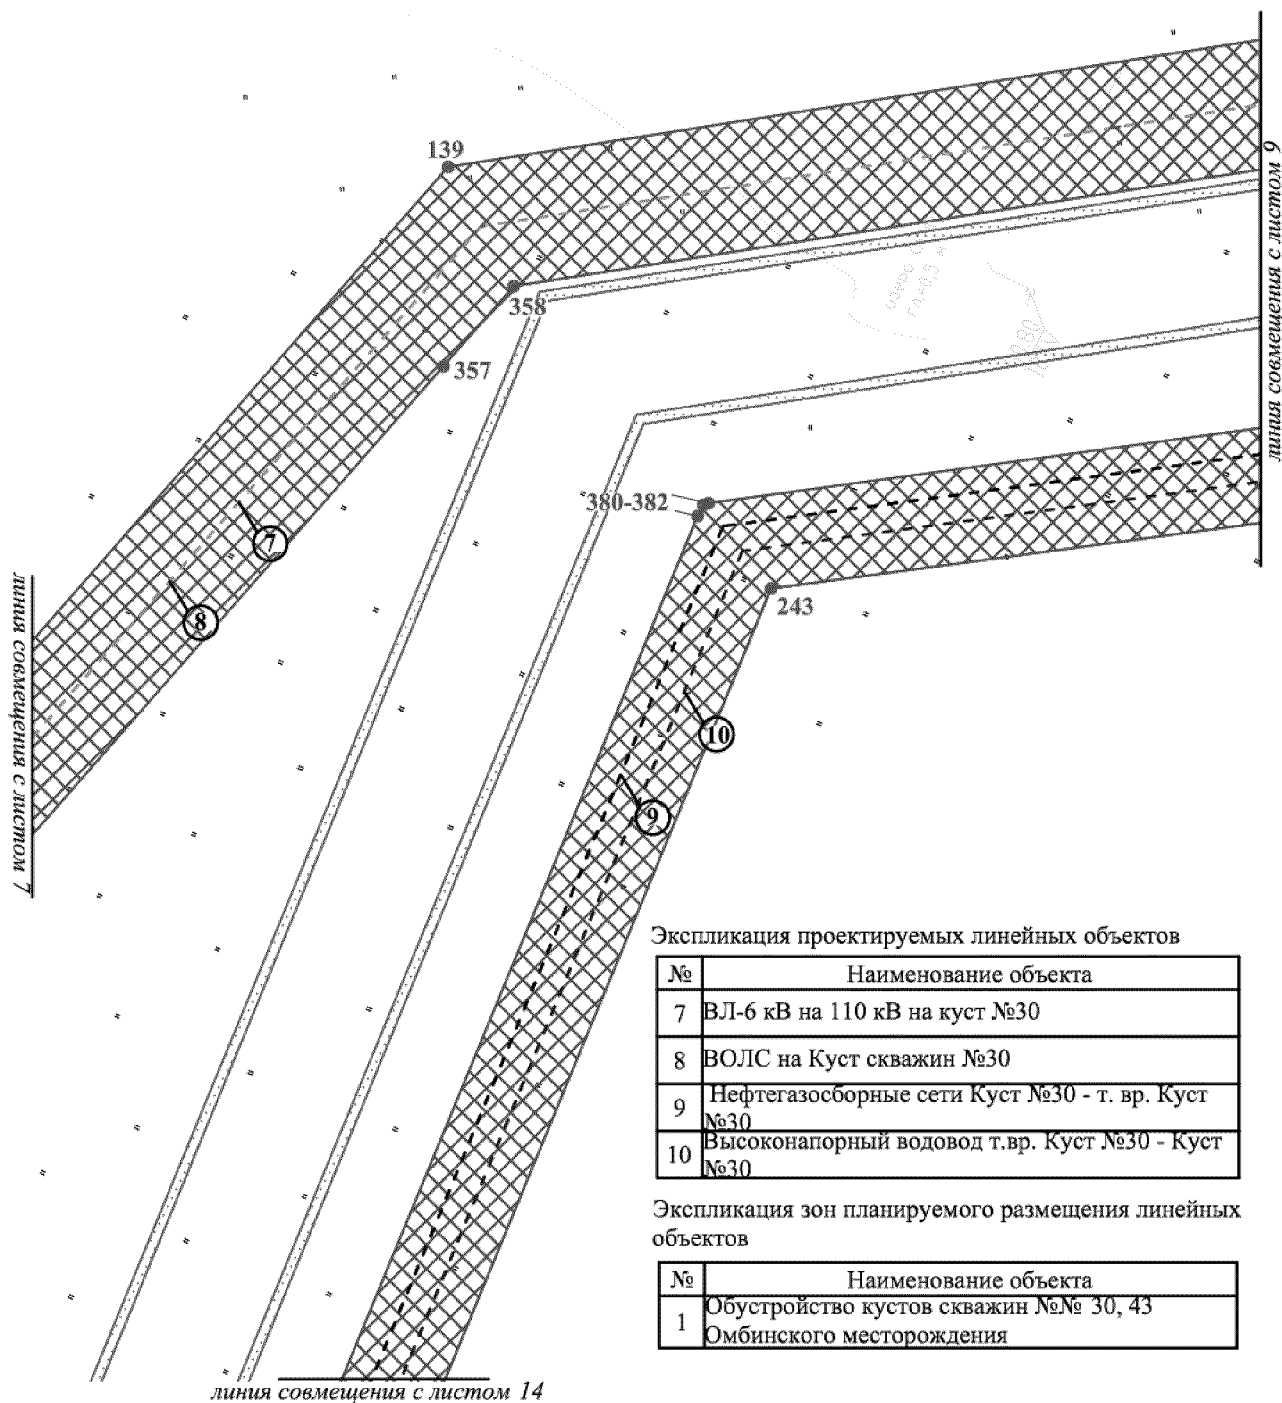 139
линия совмещения с листом 9
358
357
380-382
7
243
8
линия совмещения с листом 7
10
9
Экспликация проектируемых линейных объектов
№ Наименование объекта
7 ВЛ-6 кВ на 110 кВ на куст №30
8 ВОЛС на Куст скважин №30
9 Нефтегазосборные сети Куст №30 - т. вр. Куст
№30
10 Высоконапорный водовод т.вр. Куст №30 - Куст
№30
Экспликация зон планируемого размещения линейных
объектов
№ Наименование объекта
1 Обустройство кустов скважин №№ 30, 43
Омбинского месторождения
линия совмещения с листом 14